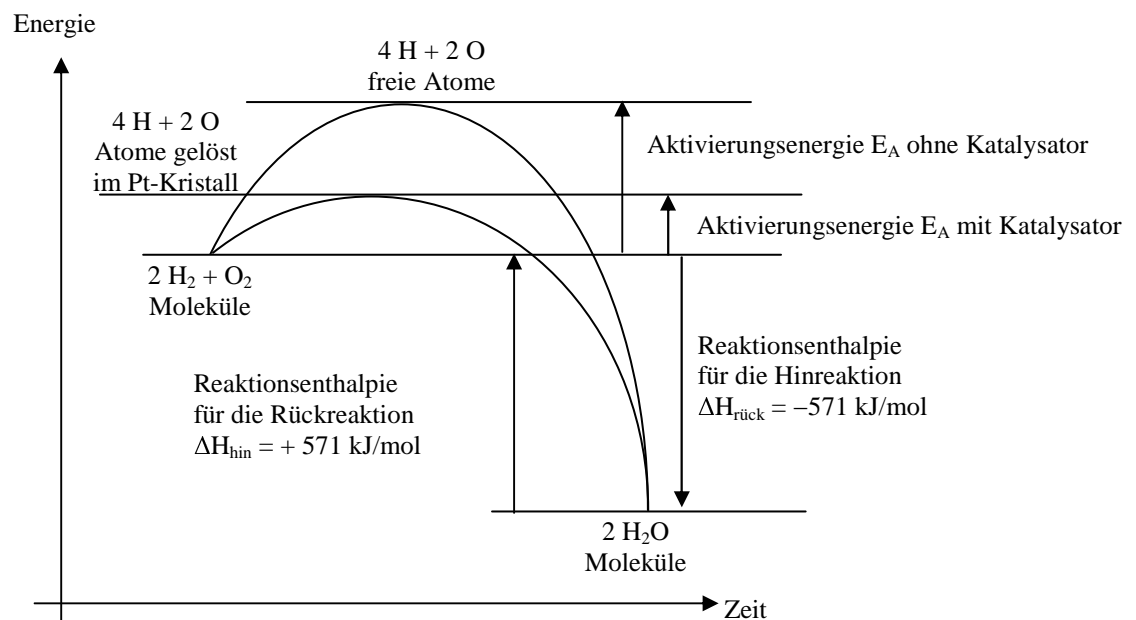 Energie
4 H + 2 O
freie Atome
4 H + 2 O
Atome gelöst
im Pt-Kristall
Aktivierungsenergie E_A ohne Katalysator
Aktivierungsenergie E_A mit Katalysator
2 H₂ + O₂
Moleküle
Reaktionsenthalpie
für die Hinreaktion
ΔH_rück = −571 kJ/mol
Reaktionsenthalpie
für die Rückreaktion
ΔH_hin = + 571 kJ/mol
2 H₂O
Moleküle
Zeit